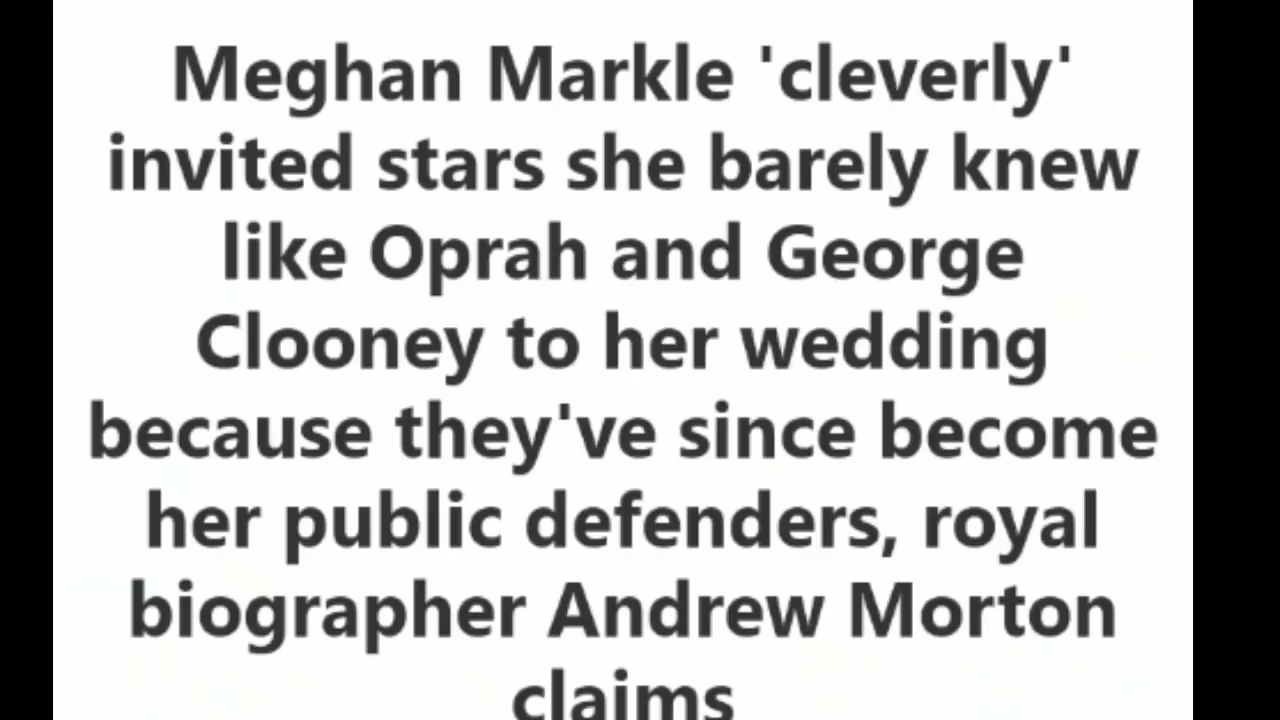 Meghan Markle 'cleverly'
invited stars she barely knew
like Oprah and George
Clooney to her wedding
because they've since become
her public defenders, royal
biographer Andrew Morton
claims